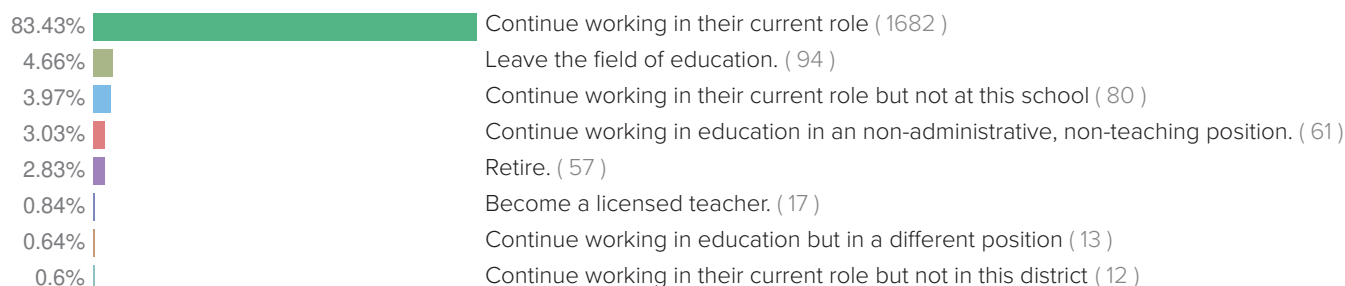 83.43% Continue working in their current role ( 1682 )
4.66% Leave the field of education. ( 94 )
3.97% Continue working in their current role but not at this school ( 80 )
3.03% Continue working in education in an non-administrative, non-teaching position. ( 61 )
2.83% Retire. ( 57 )
0.84% Become a licensed teacher. ( 17 )
0.64% Continue working in education but in a different position ( 13 )
0.6% Continue working in their current role but not in this district ( 12 )